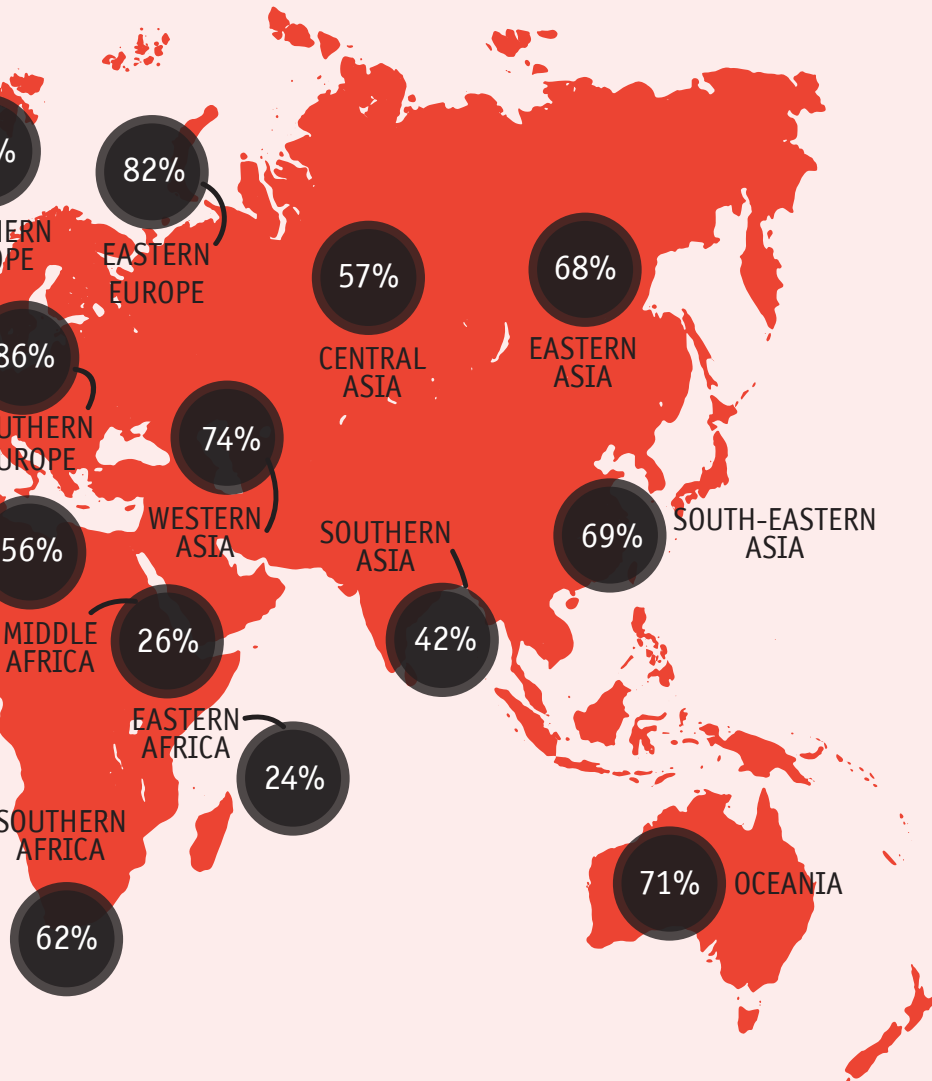 82%
EASTERN
EUROPE
57%
CENTRAL
ASIA
68%
EASTERN
ASIA
74%
WESTERN
ASIA
SOUTHERN
ASIA
42%
69%
SOUTH-EASTERN
ASIA
56%
MIDDLE
AFRICA
26%
EASTERN
AFRICA
24%
SOUTHERN
AFRICA
62%
71%
OCEANIA